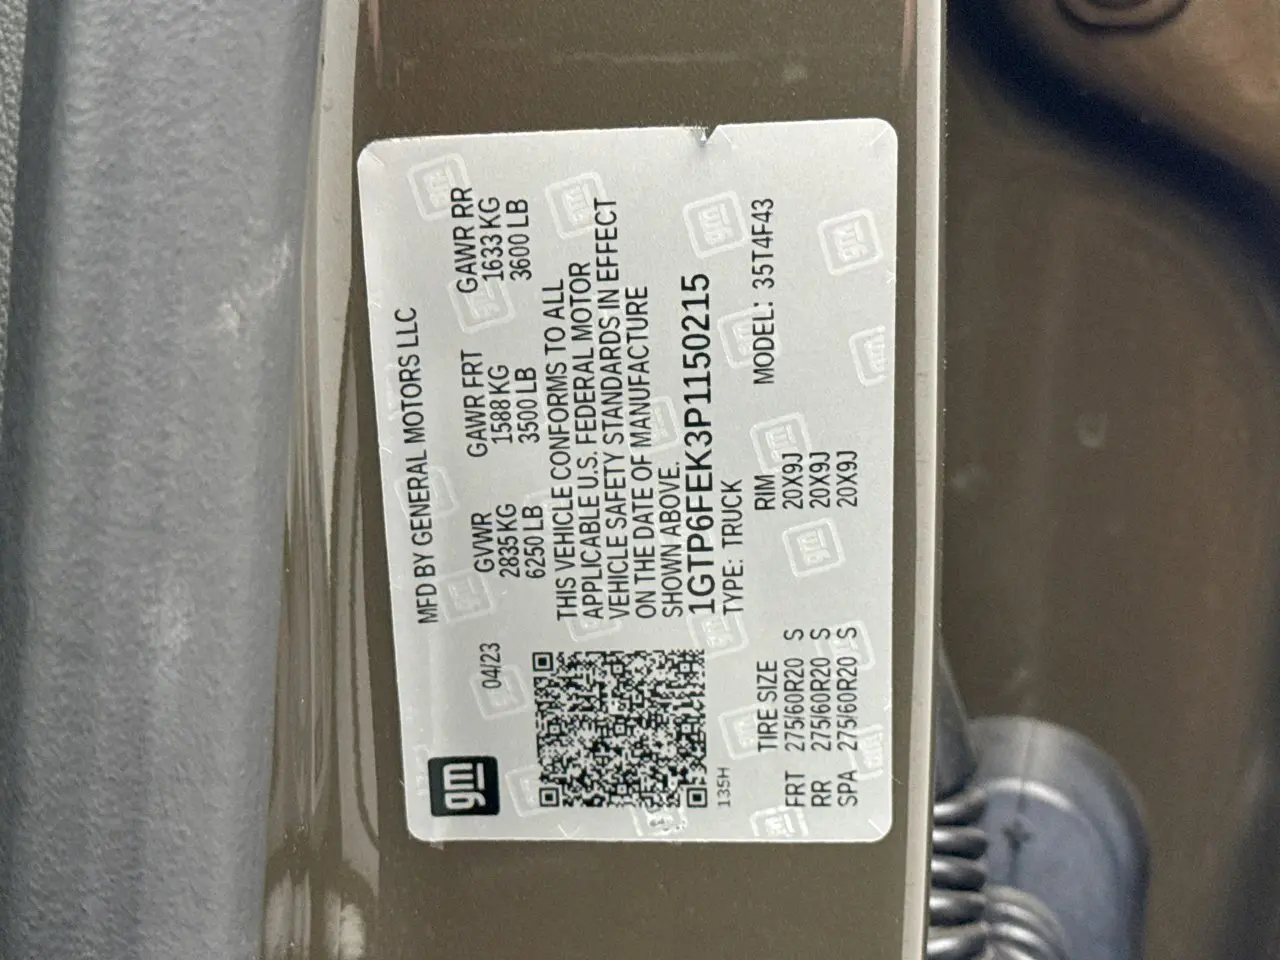 gm
04/23
MFD BY GENERAL MOTORS LLC
GVWR GAWR FRT GAWR RR
2835 KG 1588 KG 1633 KG
6250 LB 3500 LB 3600 LB
THIS VEHICLE CONFORMS TO ALL
APPLICABLE U.S. FEDERAL MOTOR
VEHICLE SAFETY STANDARDS IN EFFECT
ON THE DATE OF MANUFACTURE
SHOWN ABOVE.
1GTP6FEK3P1150215
135H
TYPE: TRUCK
TIRE SIZE RIM MODEL: 35T4F43
FRT 275/60R20 S 20X9J
RR 275/60R20 S 20X9J
SPA 275/60R20 S 20X9J